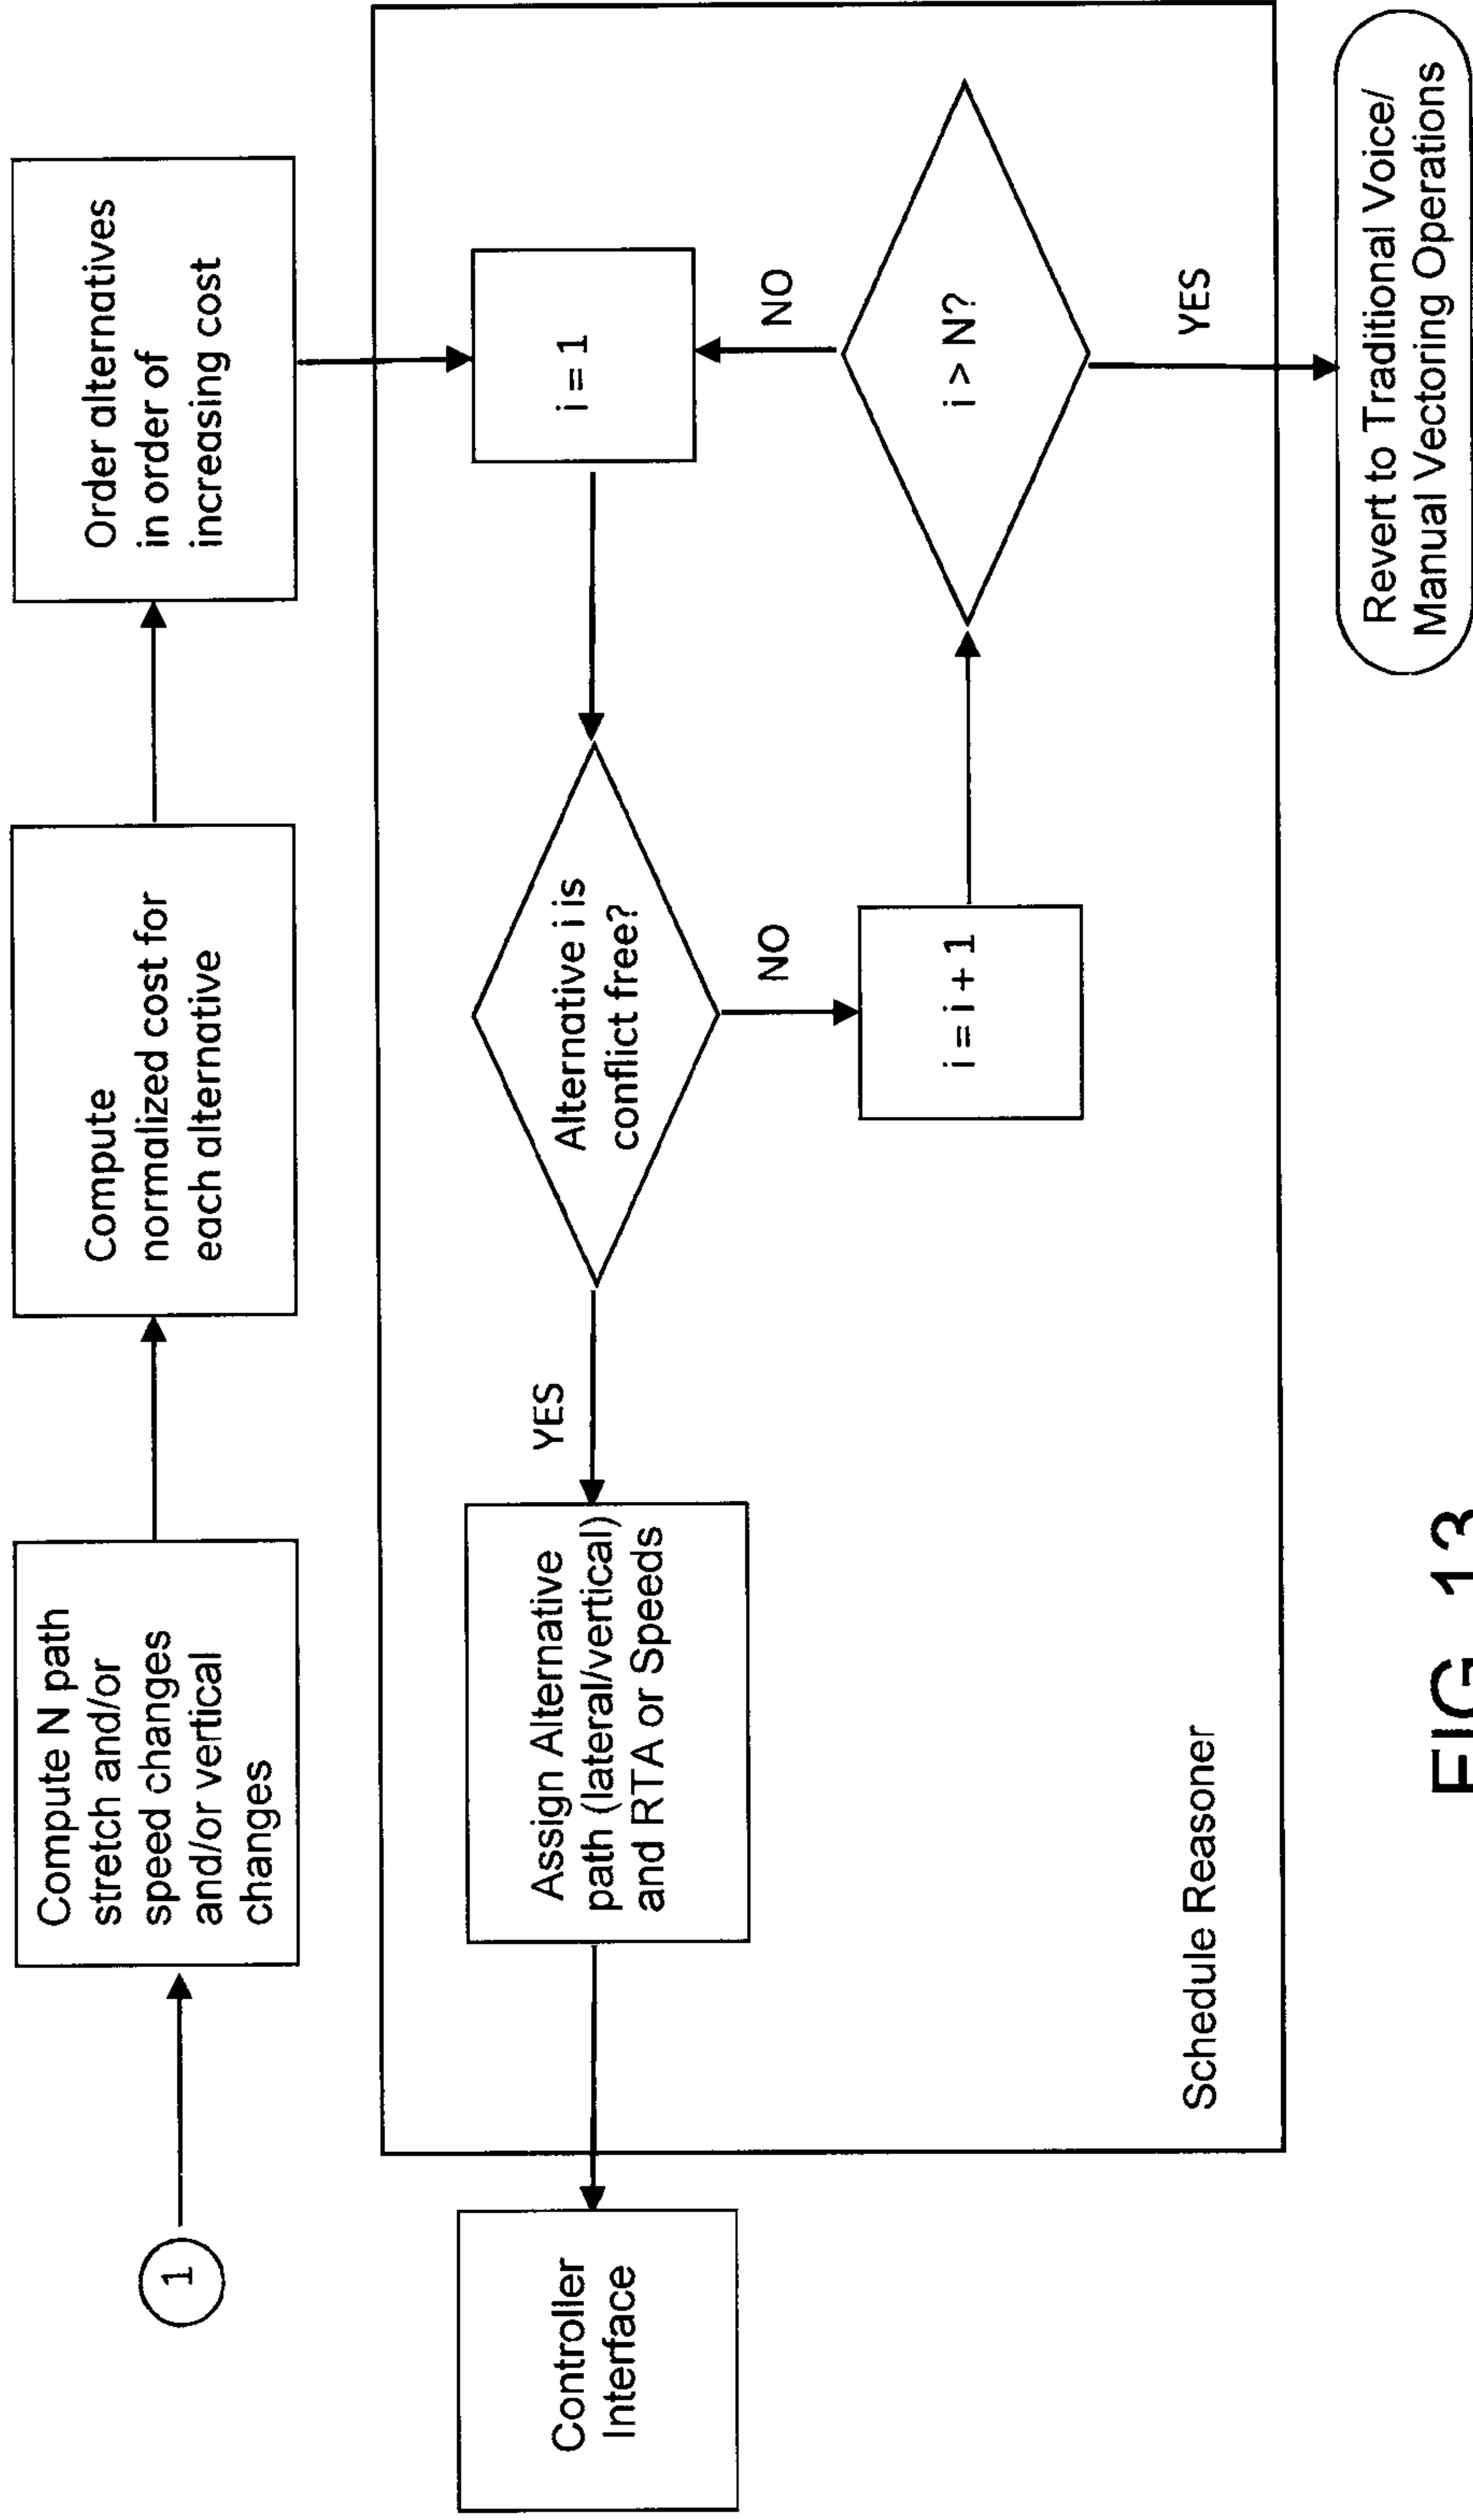 1
Compute N path
stretch and/or
speed changes
and/or vertical
changes
Compute
normalized cost for
each alternative
Order alternatives
in order of
increasing cost
Controller
Interface
Assign Alternative
path (lateral/vertical)
and RTA or Speeds
YES
Alternative i is
conflict free?
i = 1
NO
NO
i = i + 1
i > N?
YES
Schedule Reasoner
Revert to Traditional Voice/
Manual Vectoring Operations
FIG. 13